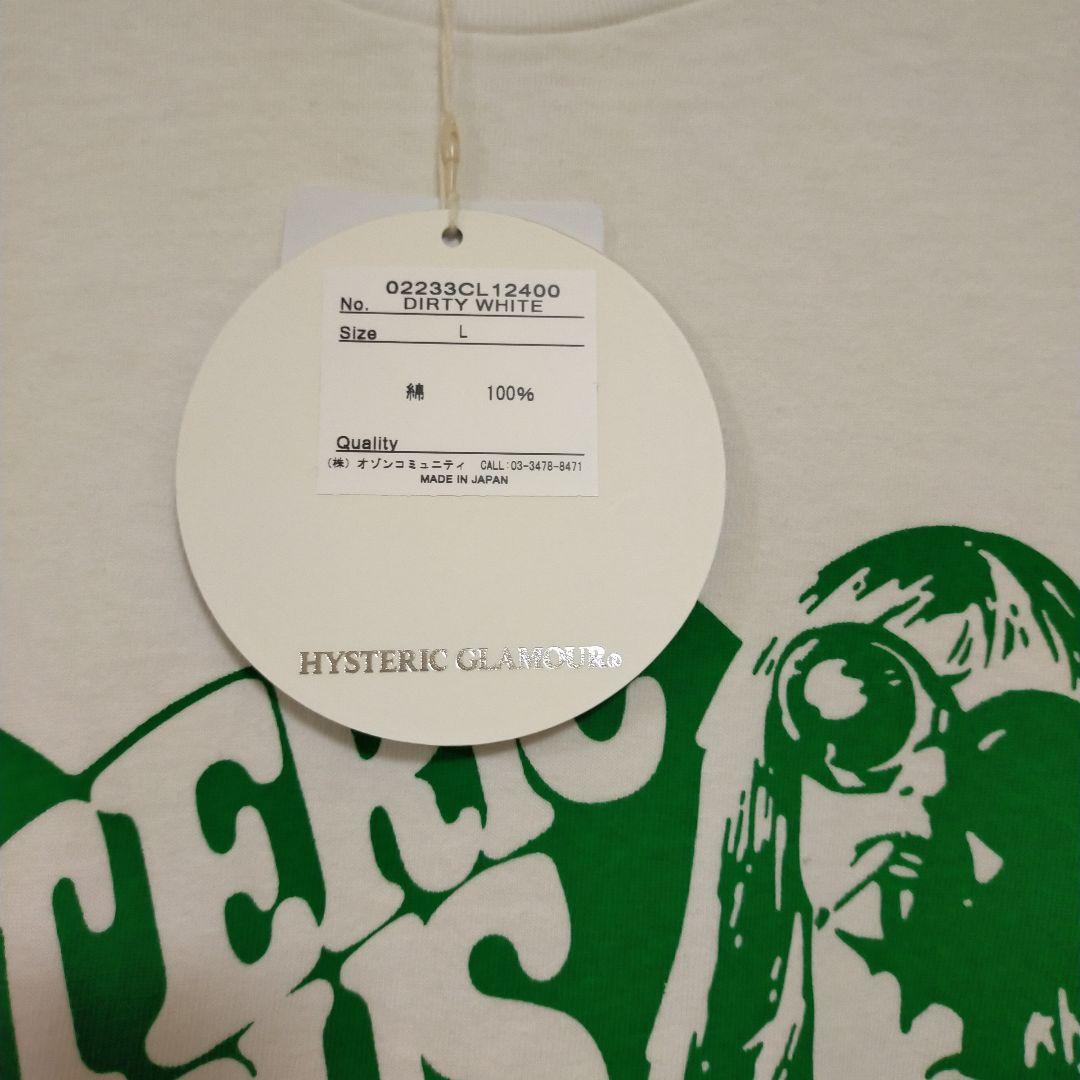 02233CL12400
No. DIRTY WHITE
Size L
綿 100%
Quality
(株) オゾンコミュニティ CALL:03-3478-8471
MADE IN JAPAN
HYSTERIC GLAMOUR®
TERIC